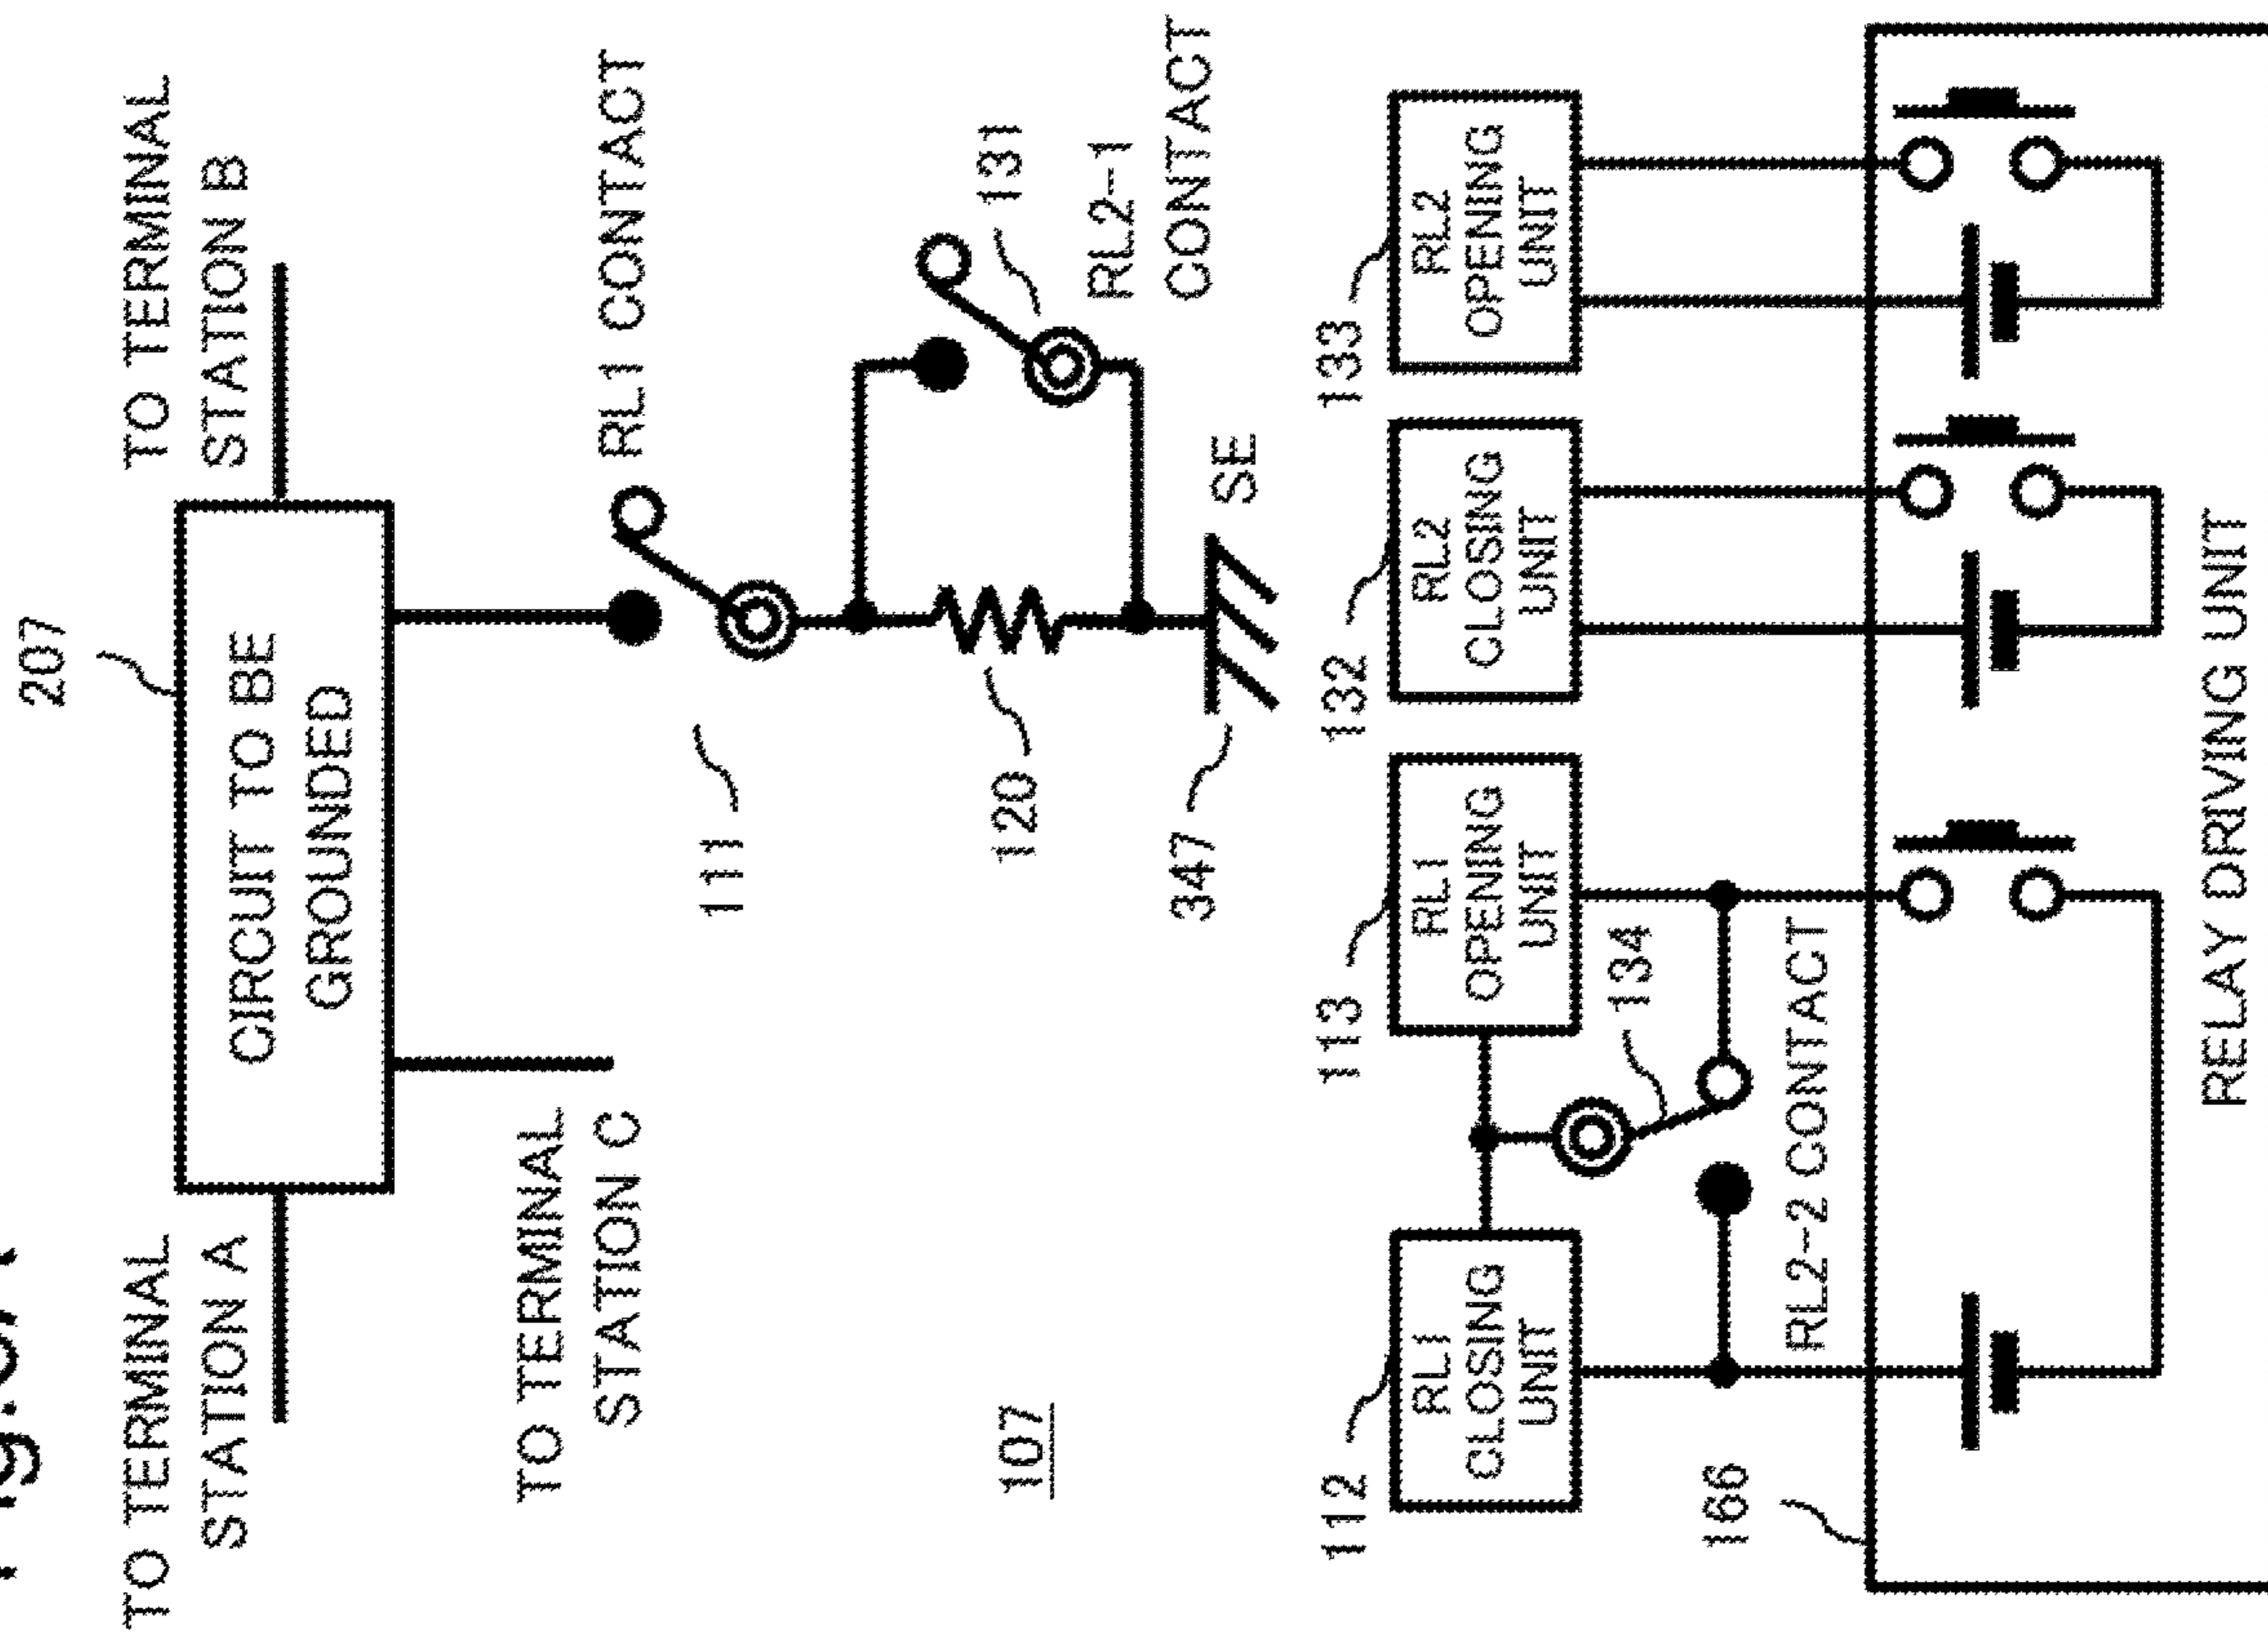 207
TO TERMINAL
STATION A
CIRCUIT TO BE
GROUNDED
TO TERMINAL
STATION B
TO TERMINAL
STATION C
RL1 CONTACT
111
107
120
131
RL2-1
CONTACT
347
SE
112
RL1
CLOSING
UNIT
113
RL1
OPENING
UNIT
132
RL2
CLOSING
UNIT
133
RL2
OPENING
UNIT
134
RL2-2 CONTACT
166
RELAY DRIVING UNIT